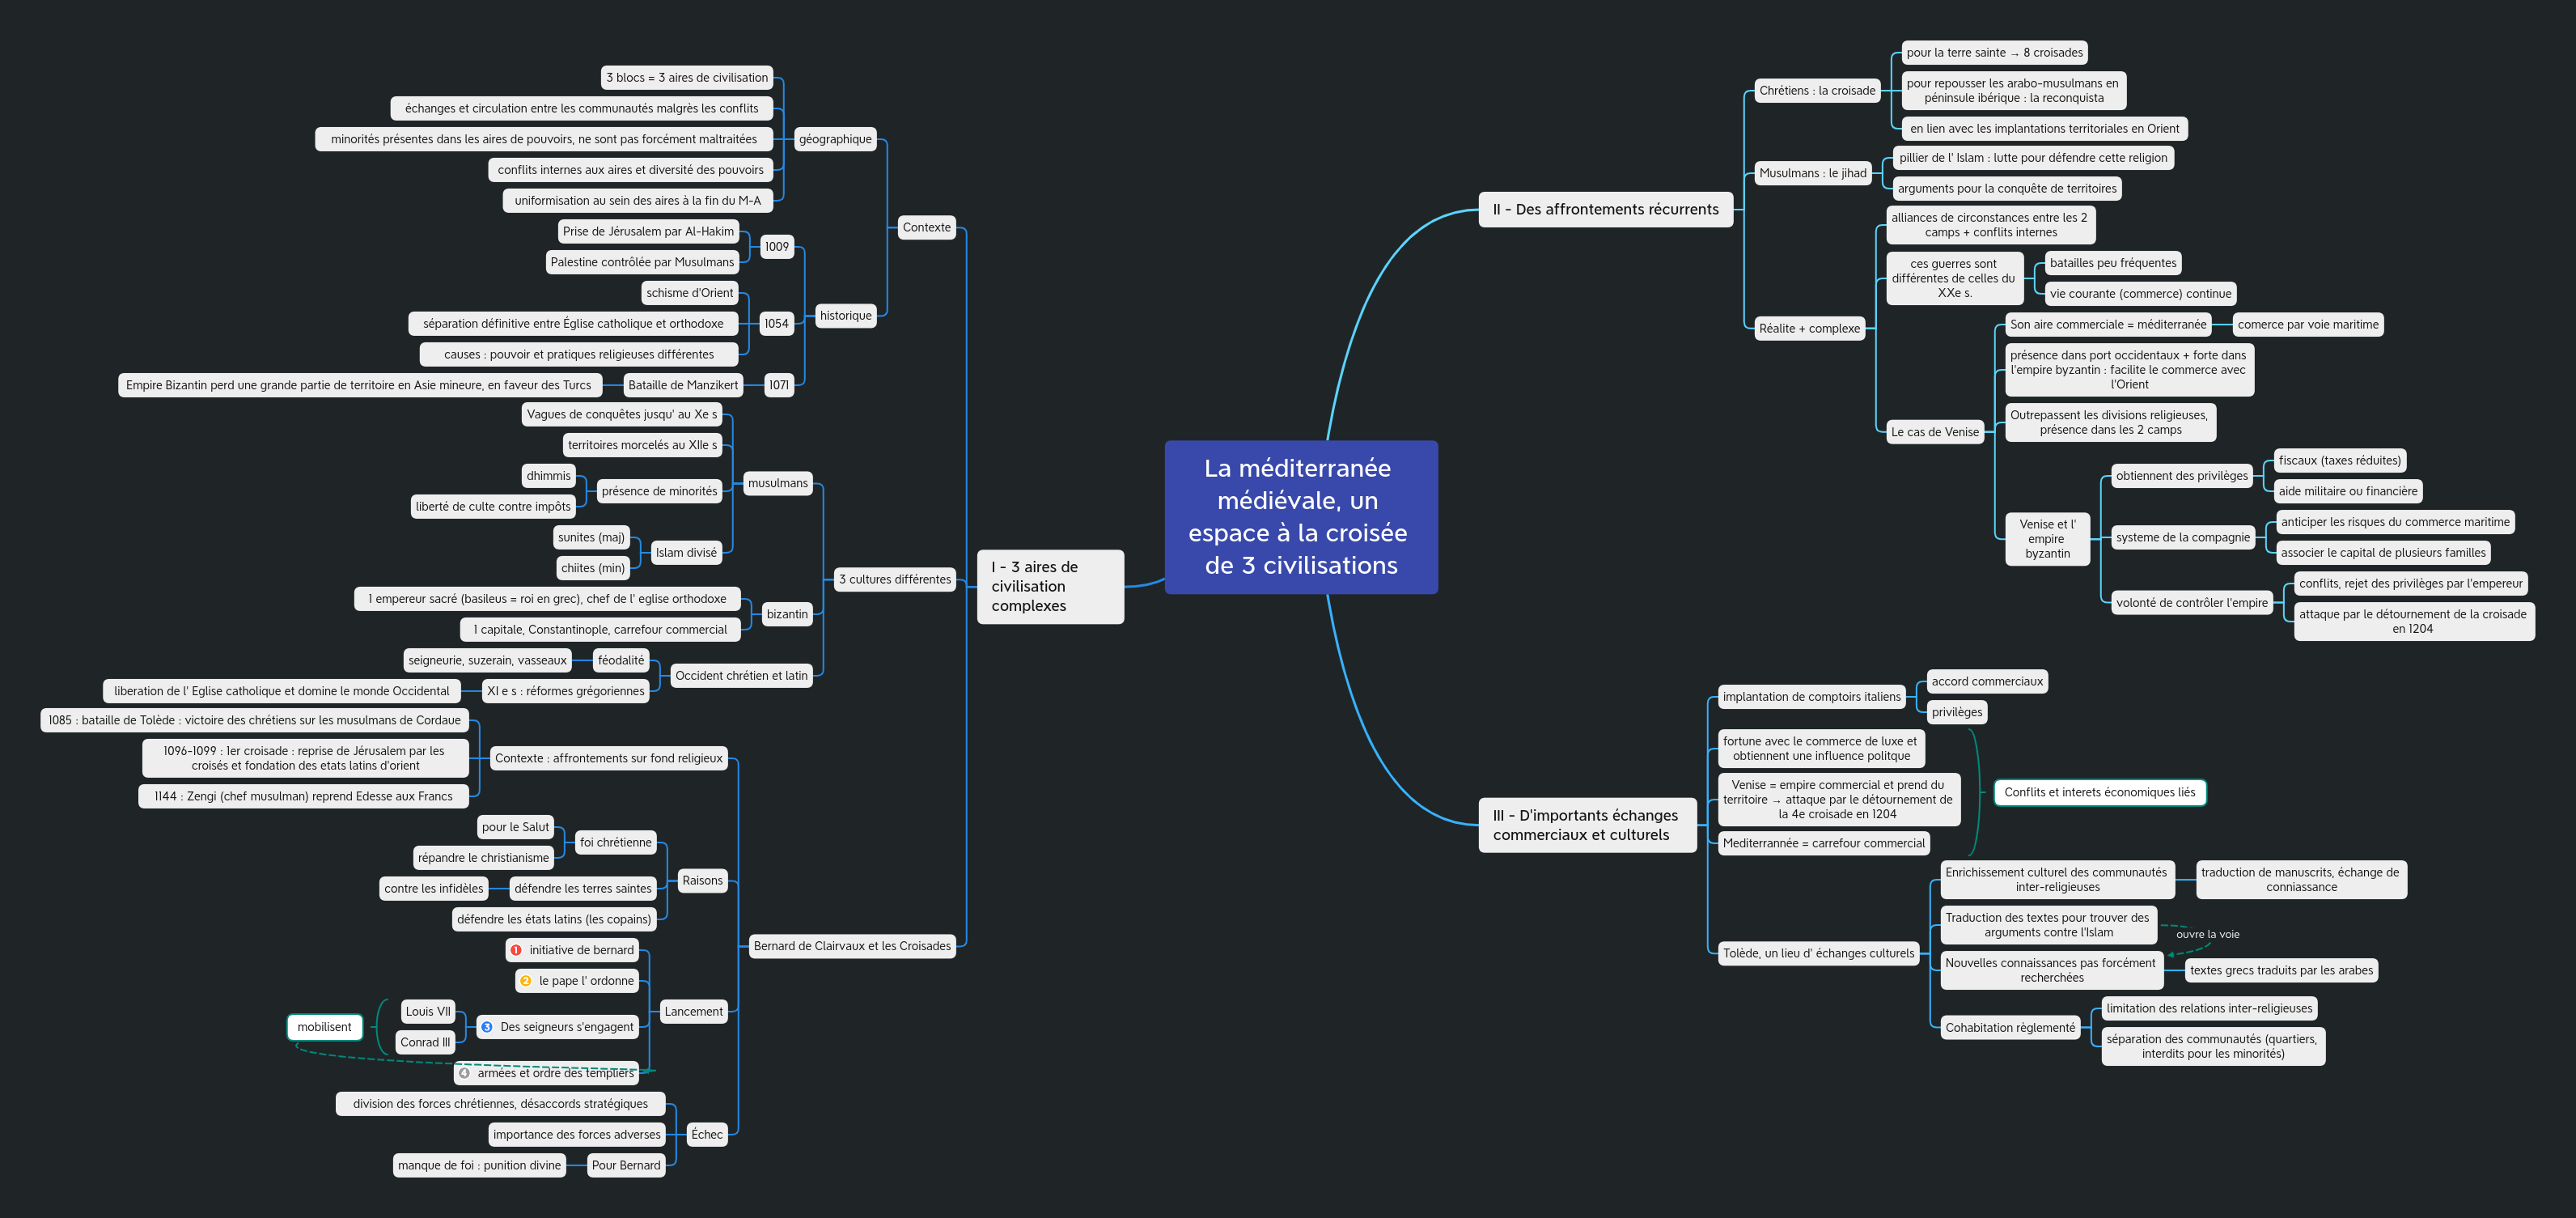 La méditerranée
médiévale, un
espace à la croisée
de 3 civilisations
I - 3 aires de
civilisation
complexes
Contexte
géographique
3 blocs = 3 aires de civilisation
échanges et circulation entre les communautés malgrès les conflits
minorités présentes dans les aires de pouvoirs, ne sont pas forcément maltraitées
conflits internes aux aires et diversité des pouvoirs
uniformisation au sein des aires à la fin du M-A
historique
1009
Prise de Jérusalem par Al-Hakim
Palestine contrôlée par Musulmans
1054
schisme d'Orient
séparation définitive entre Église catholique et orthodoxe
causes : pouvoir et pratiques religieuses différentes
1071
Bataille de Manzikert
Empire Bizantin perd une grande partie de territoire en Asie mineure, en faveur des Turcs
3 cultures différentes
musulmans
Vagues de conquêtes jusqu' au Xe s
territoires morcelés au XIIe s
présence de minorités
dhimmis
liberté de culte contre impôts
Islam divisé
sunites (maj)
chiites (min)
bizantin
1 empereur sacré (basileus = roi en grec), chef de l' eglise orthodoxe
1 capitale, Constantinople, carrefour commercial
Occident chrétien et latin
féodalité
seigneurie, suzerain, vasseaux
XI e s : réformes grégoriennes
liberation de l' Eglise catholique et domine le monde Occidental
Bernard de Clairvaux et les Croisades
Contexte : affrontements sur fond religieux
1085 : bataille de Tolède : victoire des chrétiens sur les musulmans de Cordaue
1096-1099 : 1er croisade : reprise de Jérusalem par les
croisés et fondation des etats latins d'orient
1144 : Zengi (chef musulman) reprend Edesse aux Francs
Raisons
foi chrétienne
pour le Salut
répandre le christianisme
défendre les terres saintes
contre les infidèles
défendre les états latins (les copains)
Lancement
1 initiative de bernard
2 le pape l' ordonne
3 Des seigneurs s'engagent
Louis VII
Conrad III
mobilisent
4 armées et ordre des templiers
Échec
division des forces chrétiennes, désaccords stratégiques
importance des forces adverses
Pour Bernard
manque de foi : punition divine
II - Des affrontements récurrents
Chrétiens : la croisade
pour la terre sainte → 8 croisades
pour repousser les arabo-musulmans en
péninsule ibérique : la reconquista
en lien avec les implantations territoriales en Orient
Musulmans : le jihad
pillier de l' Islam : lutte pour défendre cette religion
arguments pour la conquête de territoires
Réalite + complexe
alliances de circonstances entre les 2
camps + conflits internes
ces guerres sont
différentes de celles du
XXe s.
batailles peu fréquentes
vie courante (commerce) continue
Le cas de Venise
Son aire commerciale = méditerranée
comerce par voie maritime
présence dans port occidentaux + forte dans
l'empire byzantin : facilite le commerce avec
l'Orient
Outrepassent les divisions religieuses,
présence dans les 2 camps
Venise et l'
empire
byzantin
obtiennent des privilèges
fiscaux (taxes réduites)
aide militaire ou financière
systeme de la compagnie
anticiper les risques du commerce maritime
associer le capital de plusieurs familles
volonté de contrôler l'empire
conflits, rejet des privilèges par l'empereur
attaque par le détournement de la croisade
en 1204
III - D'importants échanges
commerciaux et culturels
implantation de comptoirs italiens
accord commerciaux
privilèges
fortune avec le commerce de luxe et
obtiennent une influence politque
Venise = empire commercial et prend du
territoire → attaque par le détournement de
la 4e croisade en 1204
Mediterrannée = carrefour commercial
Conflits et interets économiques liés
Tolède, un lieu d' échanges culturels
Enrichissement culturel des communautés
inter-religieuses
traduction de manuscrits, échange de
conniassance
Traduction des textes pour trouver des
arguments contre l'Islam
ouvre la voie
Nouvelles connaissances pas forcément
recherchées
textes grecs traduits par les arabes
Cohabitation règlementé
limitation des relations inter-religieuses
séparation des communautés (quartiers,
interdits pour les minorités)